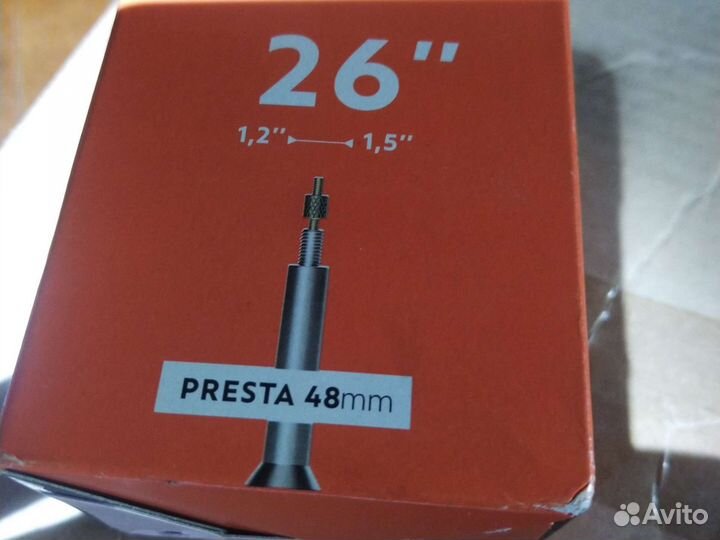 26"
1,2" 1,5"
PRESTA 48mm
Avito